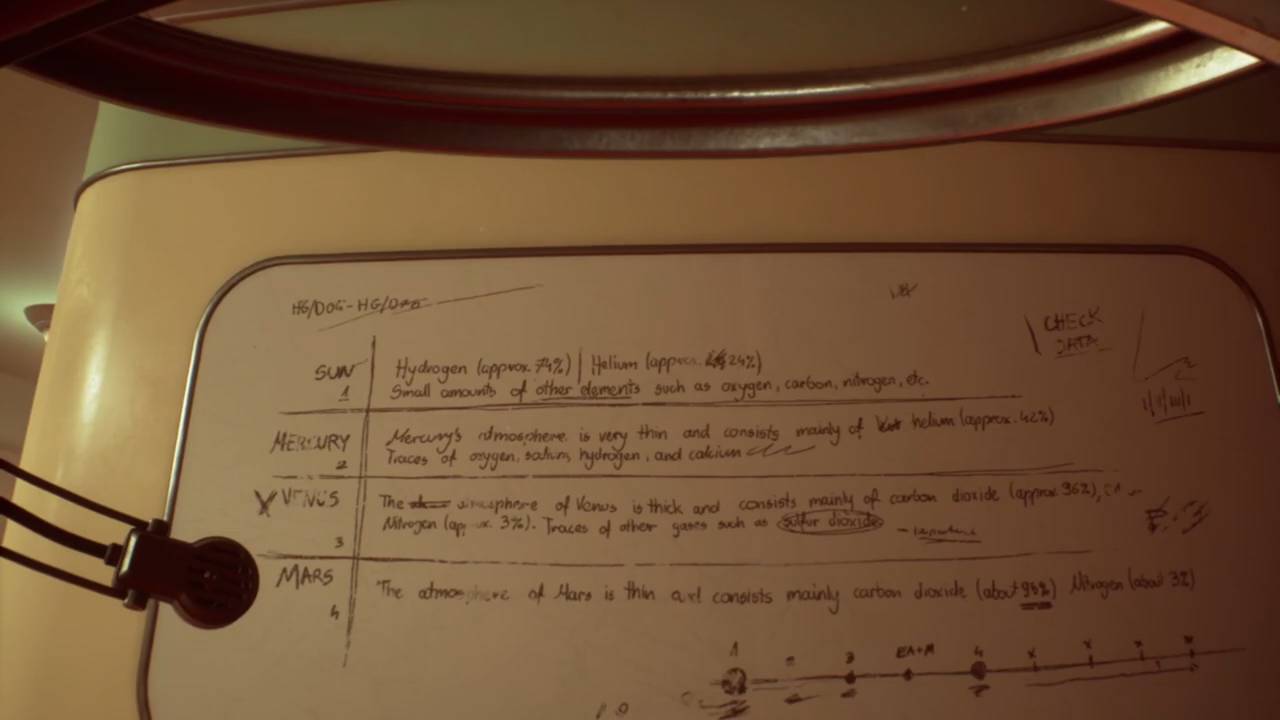 CHECK
DATA
SUN
1
Hydrogen (approx. 74%) | Helium (approx. 24%)
Small amounts of other elements such as oxygen, carbon, nitrogen, etc.
MERCURY
2
Mercury's atmosphere is very thin and consists mainly of helium (approx. 42%)
Traces of oxygen, sodium, hydrogen, and calcium
VENUS
3
The atmosphere of Venus is thick and consists mainly of carbon dioxide (approx. 96%),
Nitrogen (approx. 3%). Traces of other gases such as sulfur dioxide
MARS
4
The atmosphere of Mars is thin and consists mainly carbon dioxide (about 95%) Nitrogen (about 3%)
1 2 3 EA+M 4 x x x x